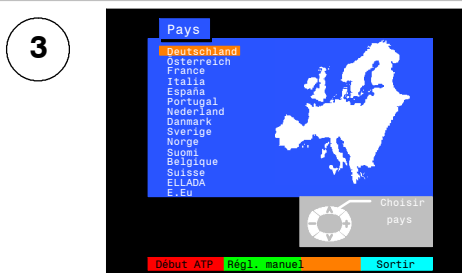 3
Pays
Deutschland
Österreich
France
Italia
España
Portugal
Nederland
Danmark
Sverige
Norge
Suomi
Belgique
Suisse
ELLADA
E.Eu
Choisir
pays
Début ATP Régl. manuel Sortir